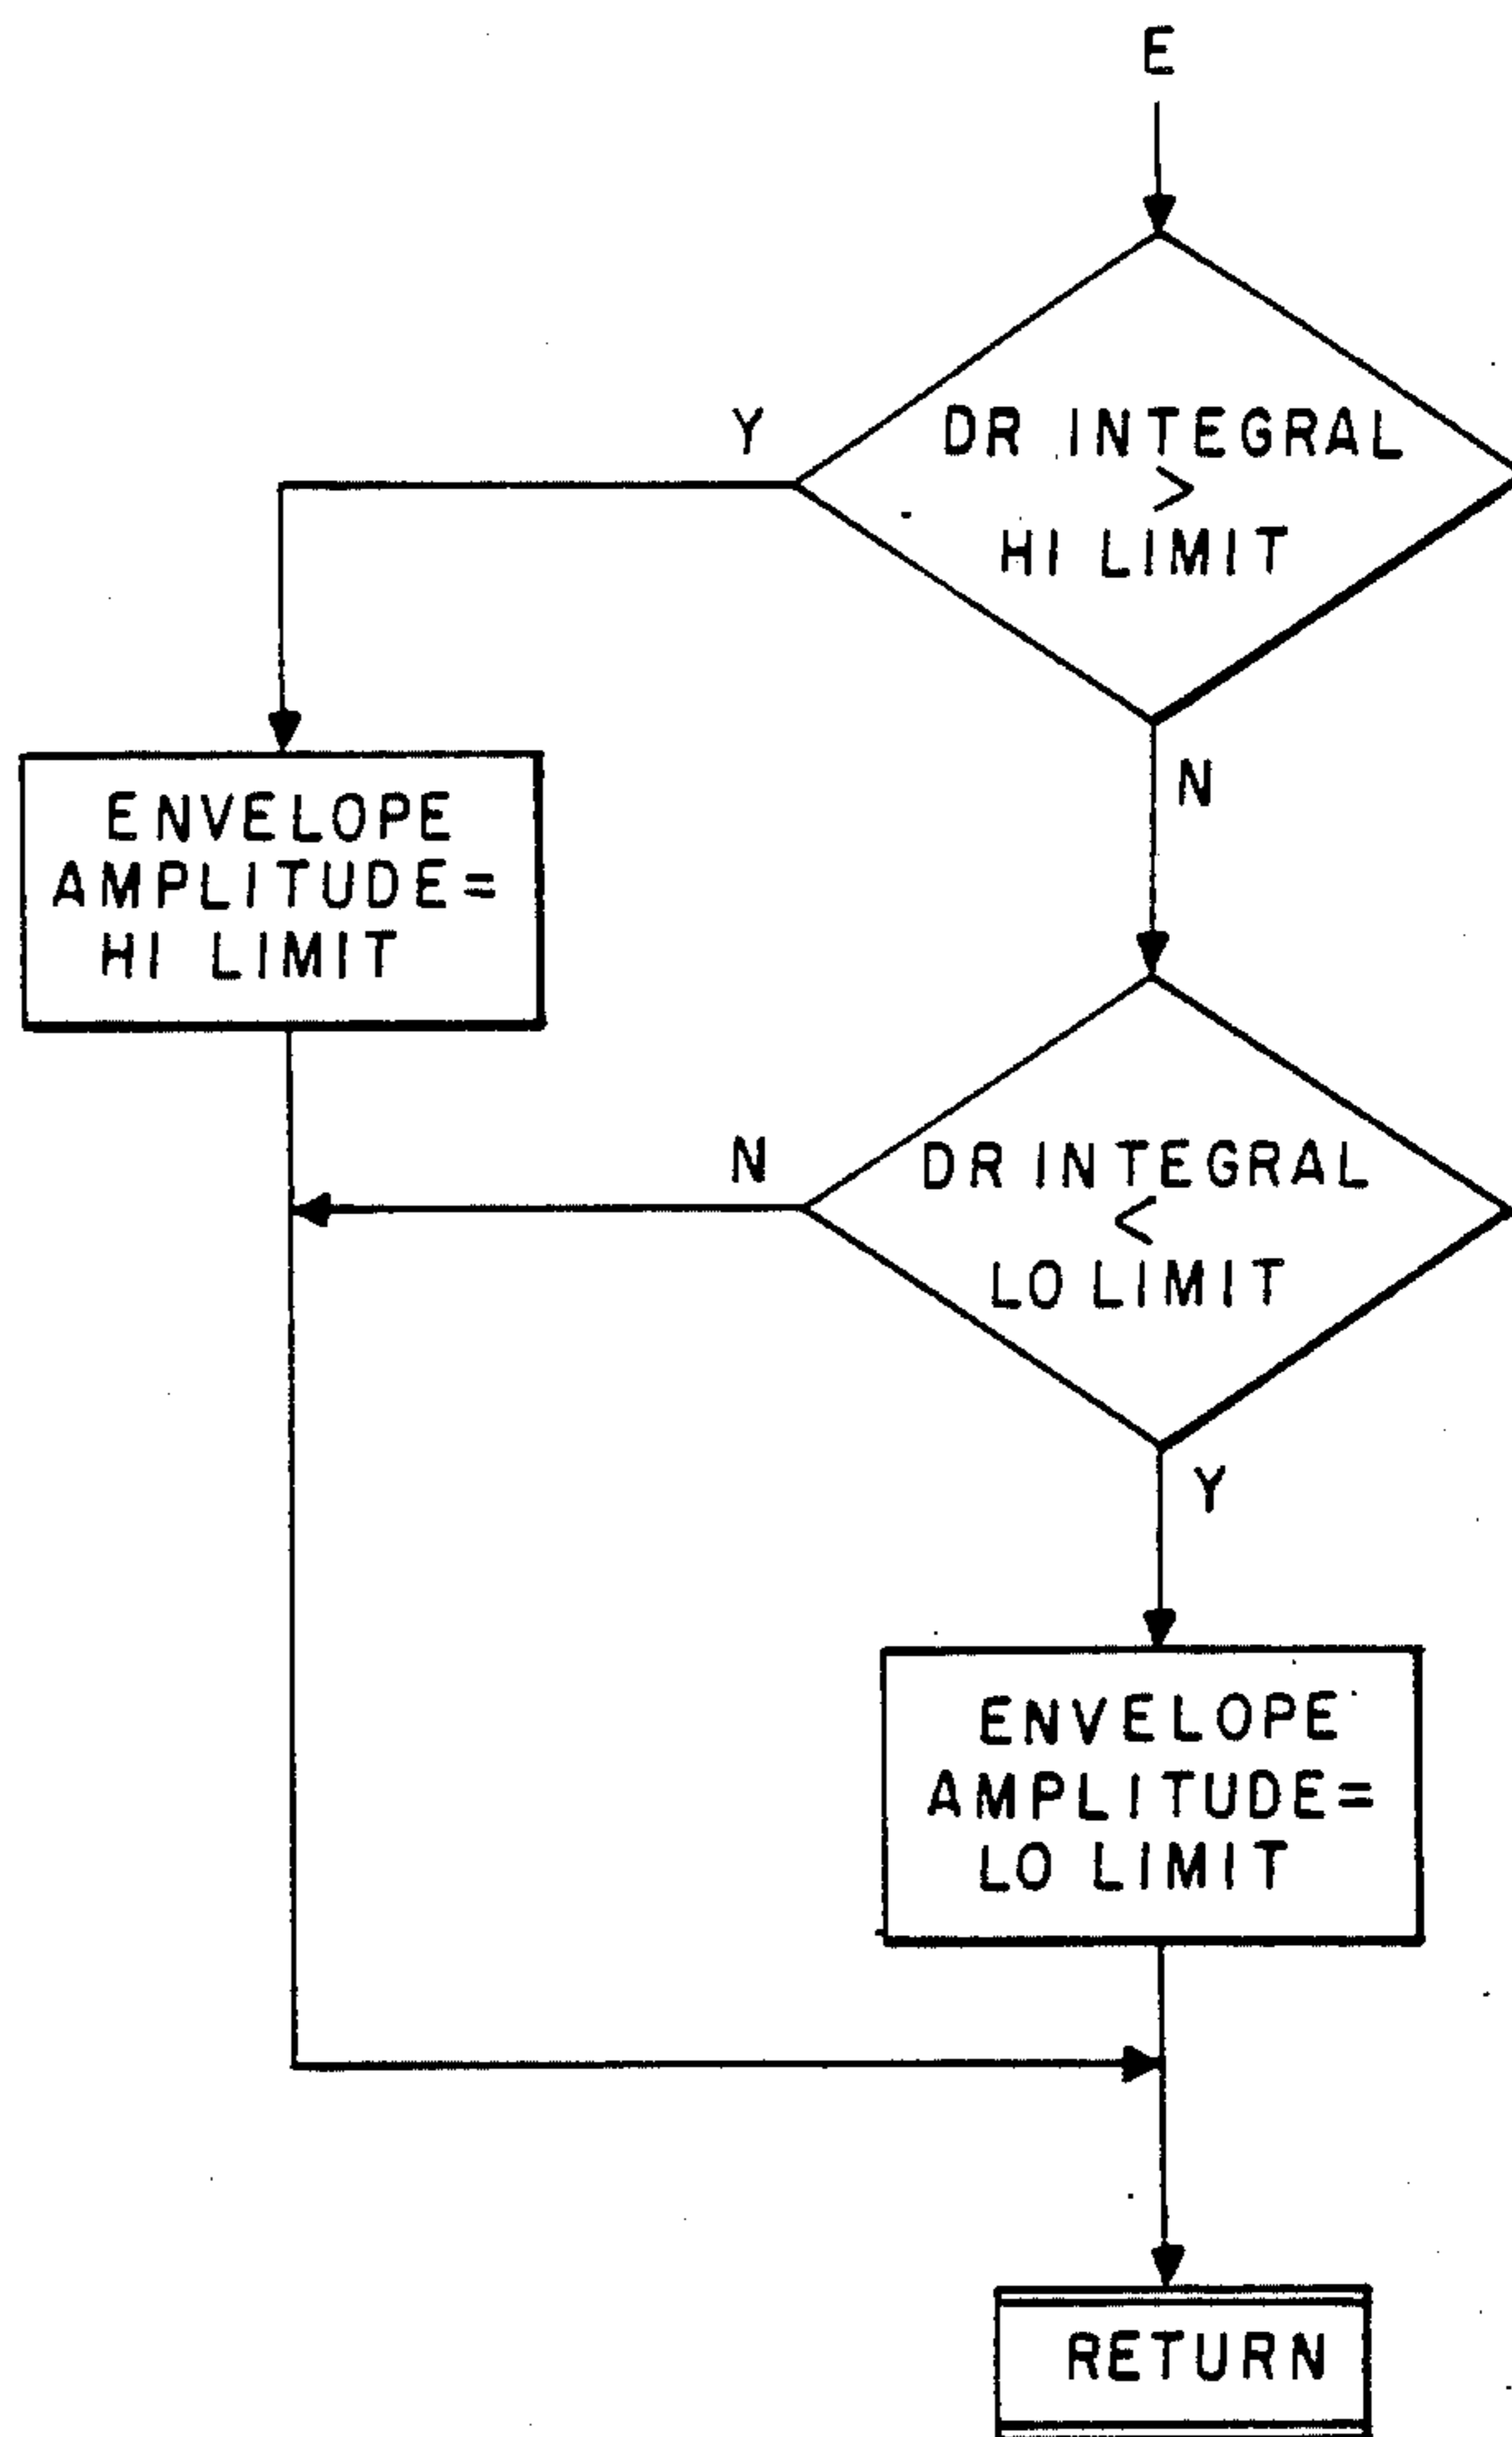 E
Y
DR INTEGRAL
>
HI LIMIT
N
ENVELOPE
AMPLITUDE=
HI LIMIT
N
DR INTEGRAL
<
LO LIMIT
Y
ENVELOPE
AMPLITUDE=
LO LIMIT
RETURN